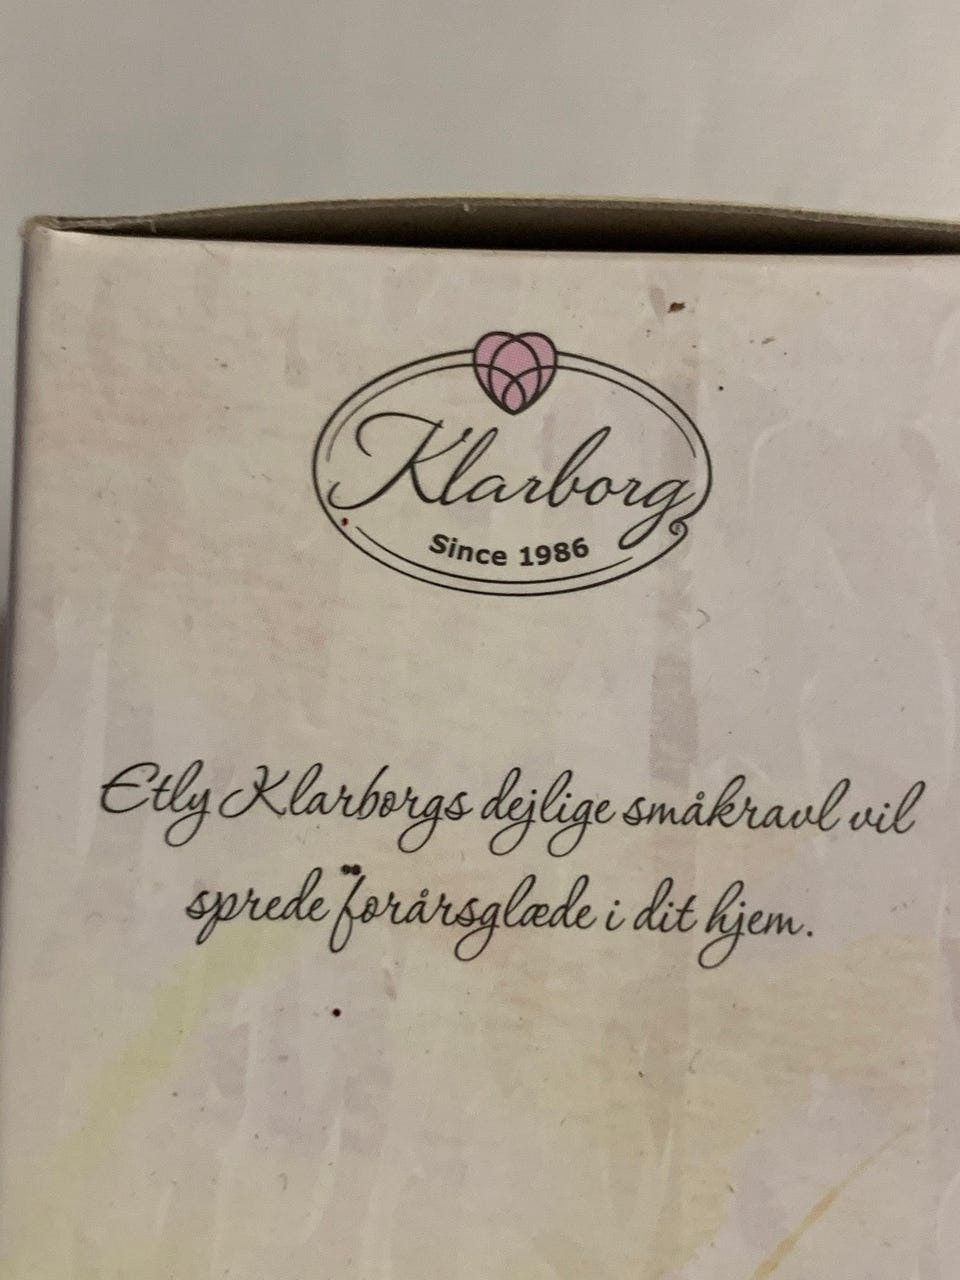 Klarborg
Since 1986
Etly Klarborgs dejlige småkravl vil
sprede forårsglæde i dit hjem.